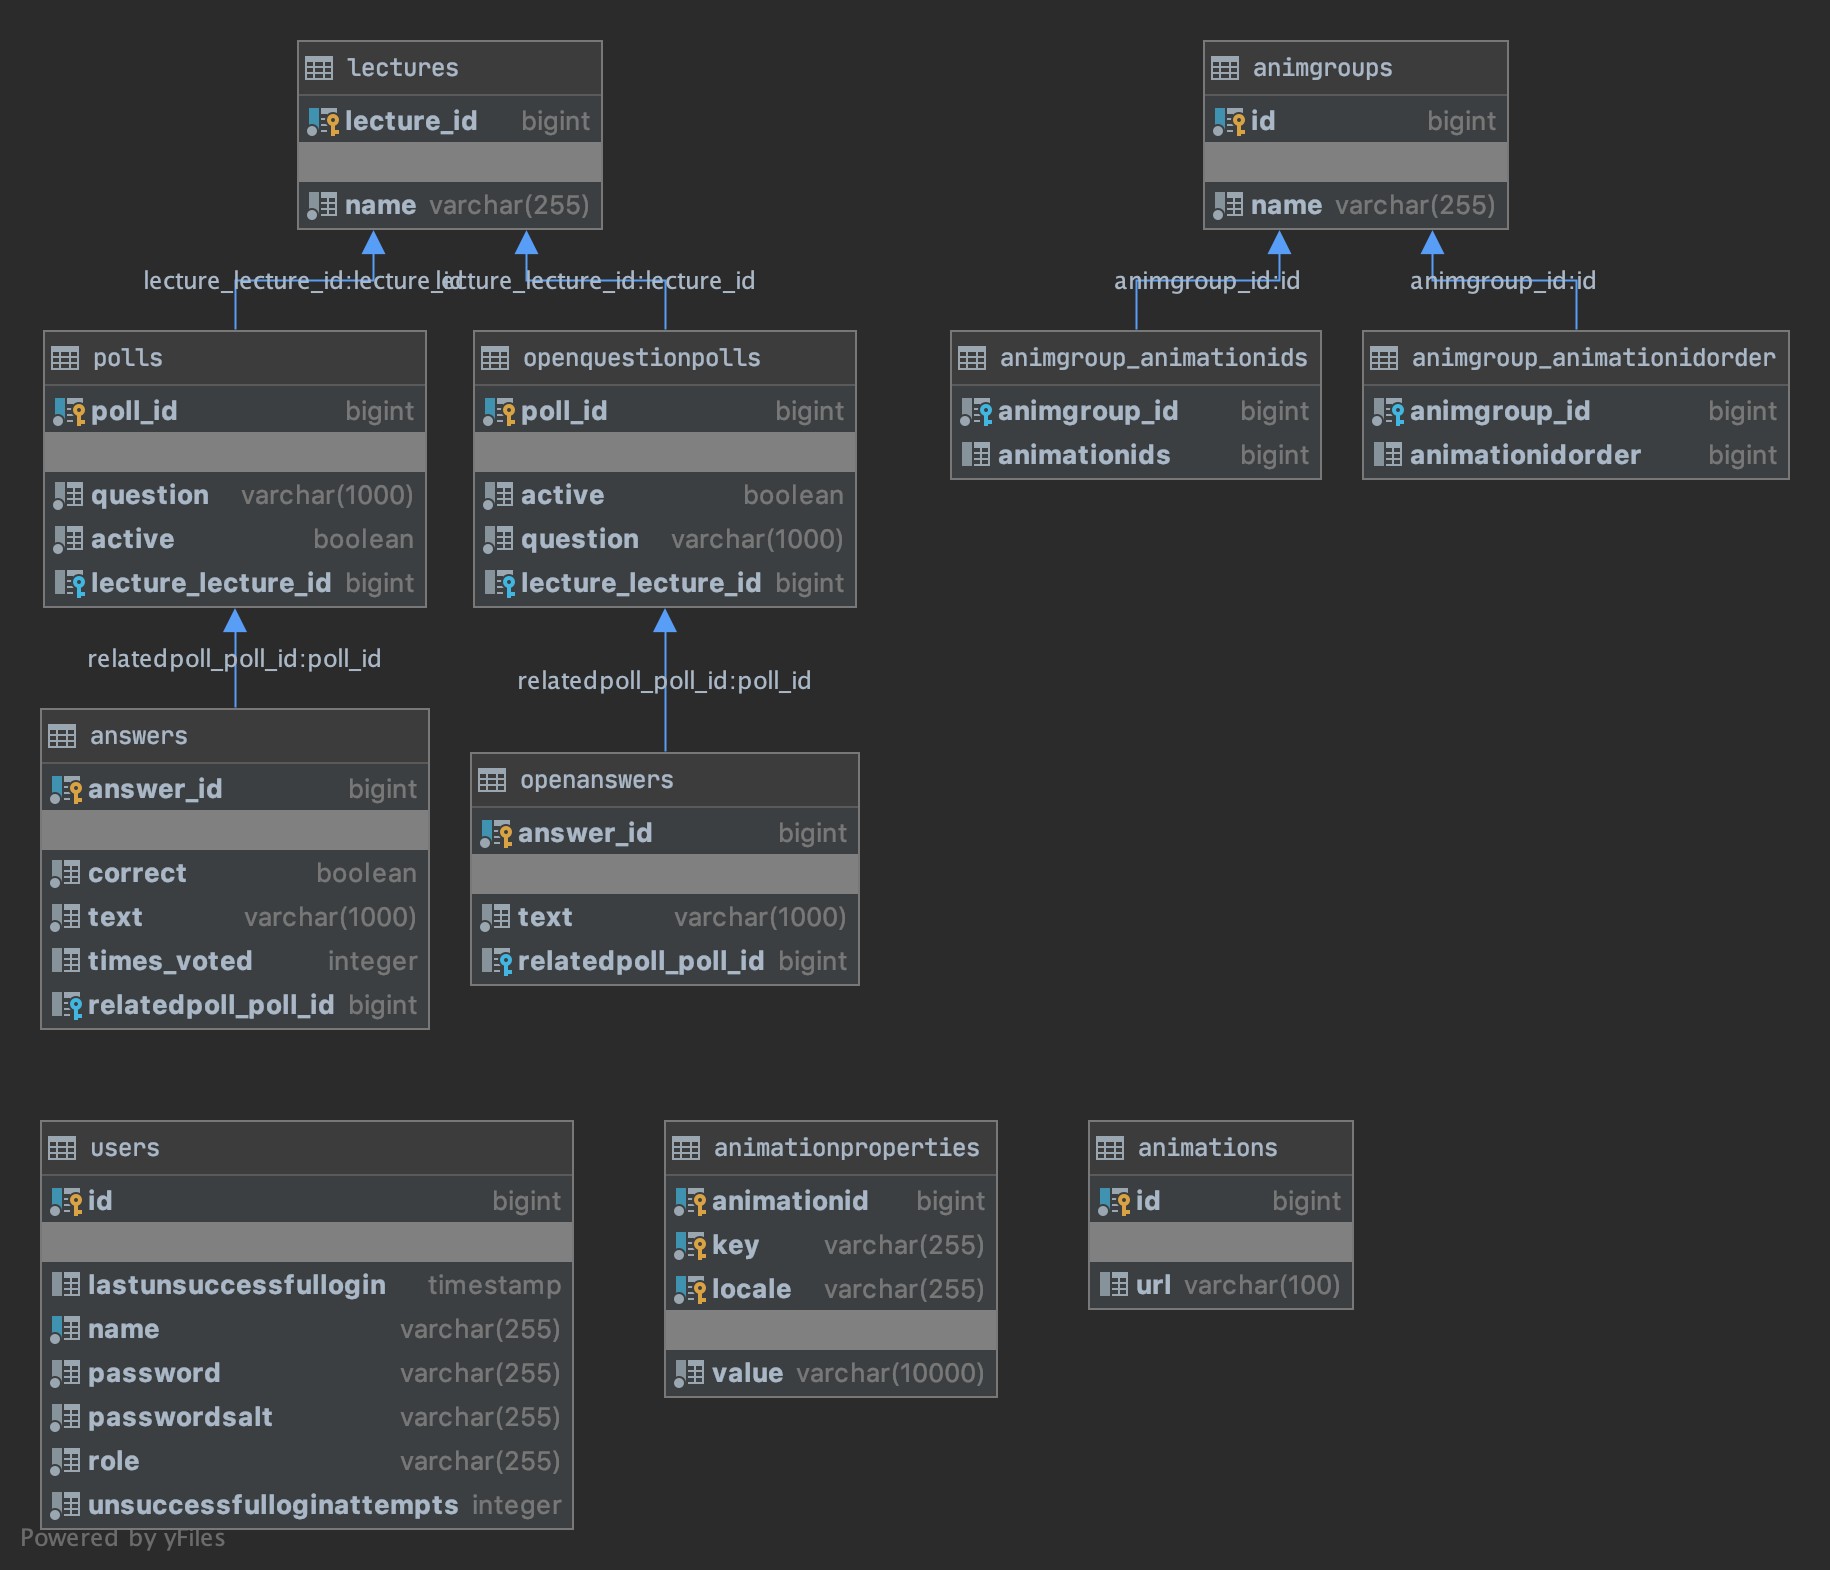 lectures
lecture_id bigint
name varchar(255)
animgroups
id bigint
name varchar(255)
lecture_lecture_id:lecture_id
lecture_lecture_id:lecture_id
animgroup_id:id
animgroup_id:id
polls
poll_id bigint
question varchar(1000)
active boolean
lecture_lecture_id bigint
openquestionpolls
poll_id bigint
active boolean
question varchar(1000)
lecture_lecture_id bigint
animgroup_animationids
animgroup_id bigint
animationids bigint
animgroup_animationidorder
animgroup_id bigint
animationidorder bigint
relatedpoll_poll_id:poll_id
relatedpoll_poll_id:poll_id
answers
answer_id bigint
correct boolean
text varchar(1000)
times_voted integer
relatedpoll_poll_id bigint
openanswers
answer_id bigint
text varchar(1000)
relatedpoll_poll_id bigint
users
id bigint
lastunsuccessfullogin timestamp
name varchar(255)
password varchar(255)
passwordsalt varchar(255)
role varchar(255)
unsuccessfulloginattempts integer
animationproperties
animationid bigint
key varchar(255)
locale varchar(255)
value varchar(10000)
animations
id bigint
url varchar(100)
Powered by yFiles